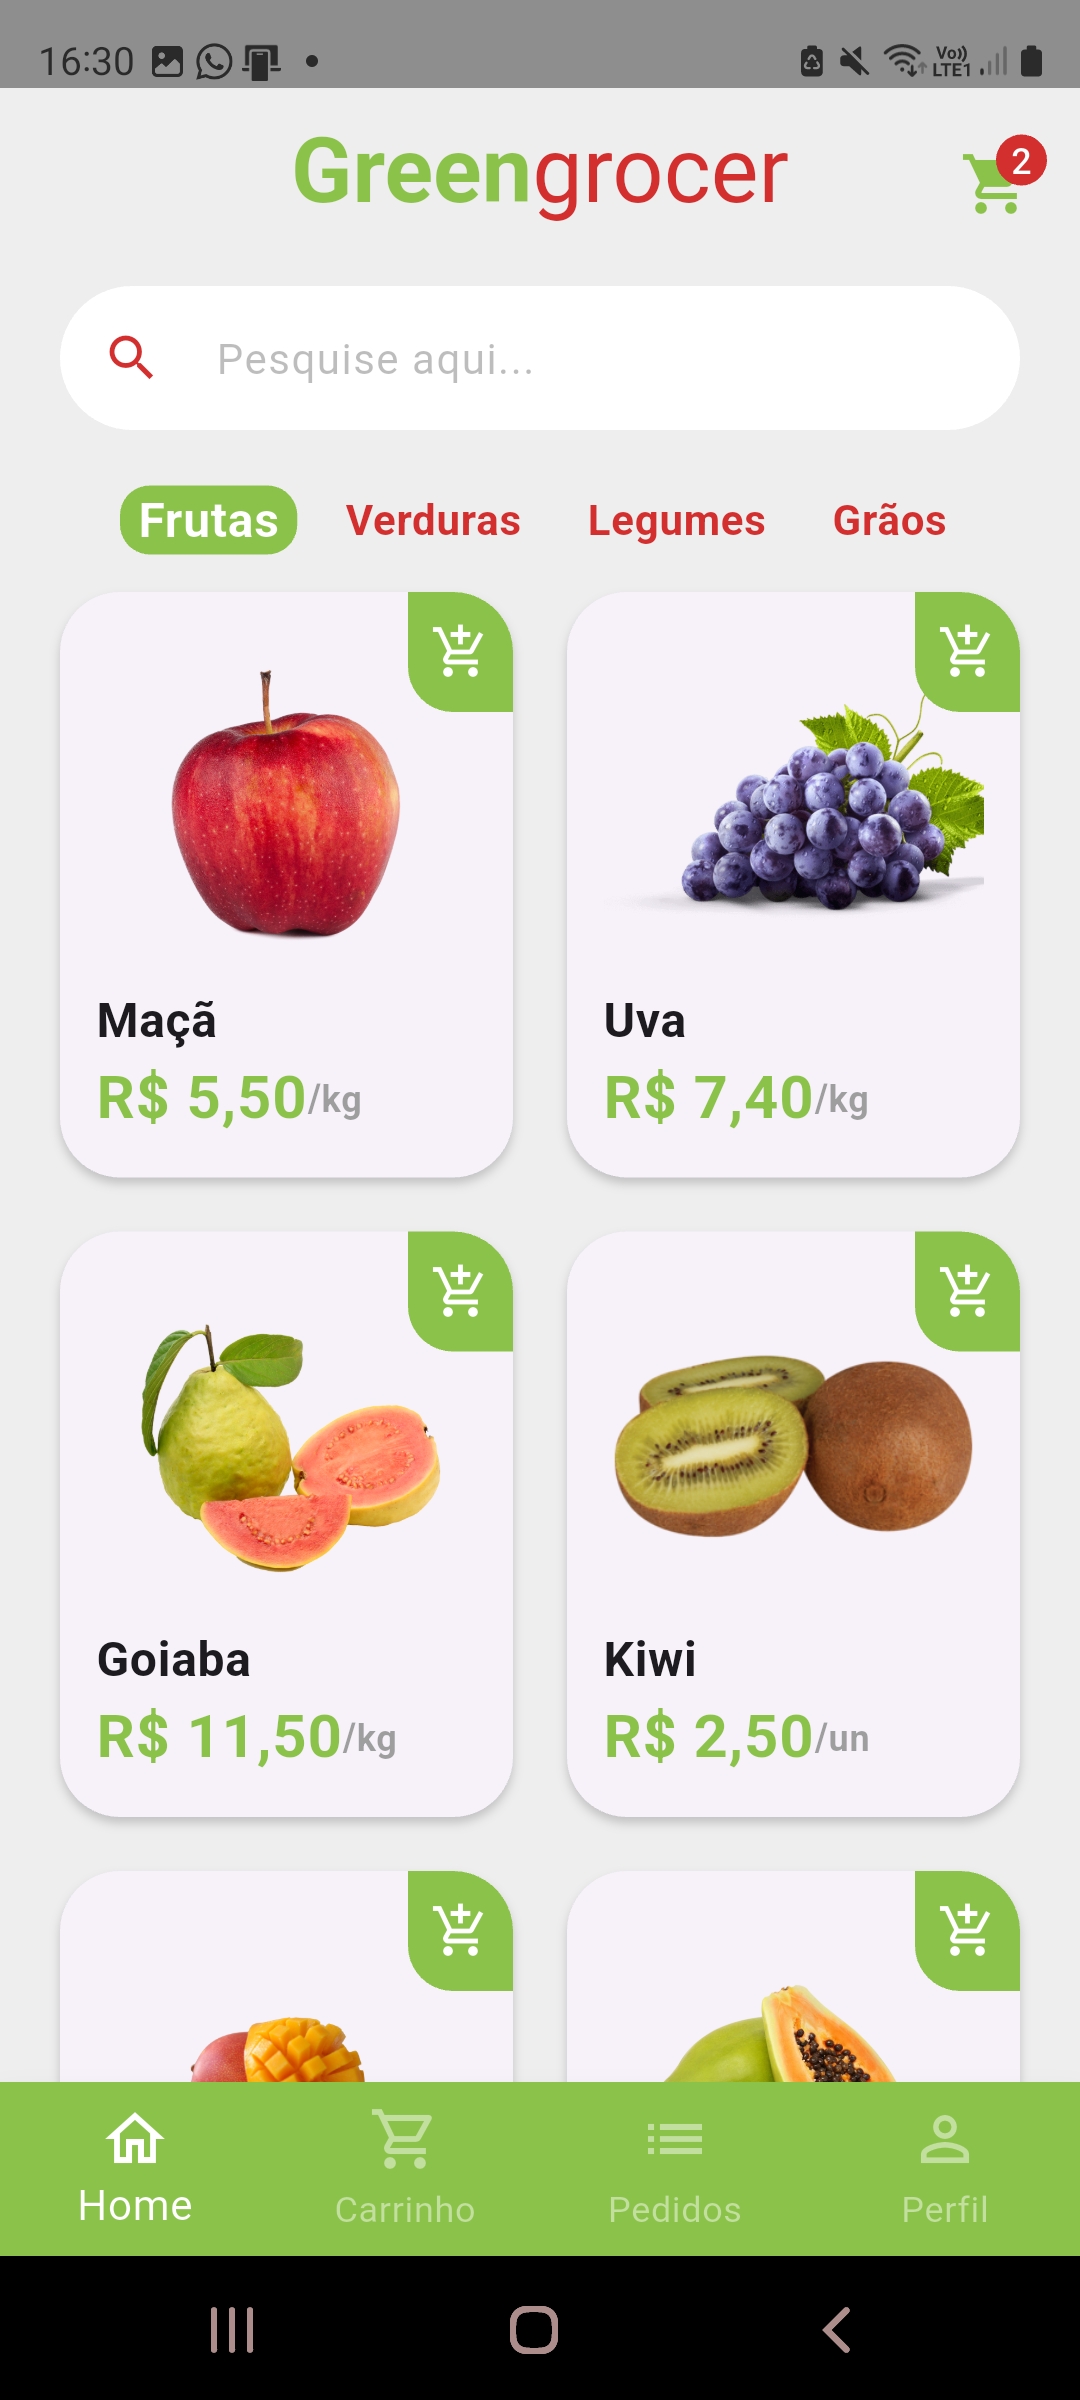 16:30 Vo)) LTE1
Greengrocer 2
Pesquise aqui...
Frutas Verduras Legumes Grãos
Maçã
R$ 5,50/kg
Uva
R$ 7,40/kg
Goiaba
R$ 11,50/kg
Kiwi
R$ 2,50/un
Home Carrinho Pedidos Perfil